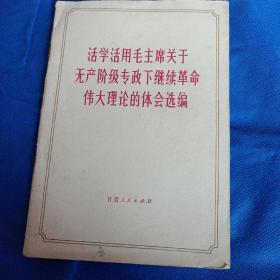 活学活用毛主席关于
无产阶级专政下继续革命
伟大理论的体会选编
甘肃人民出版社